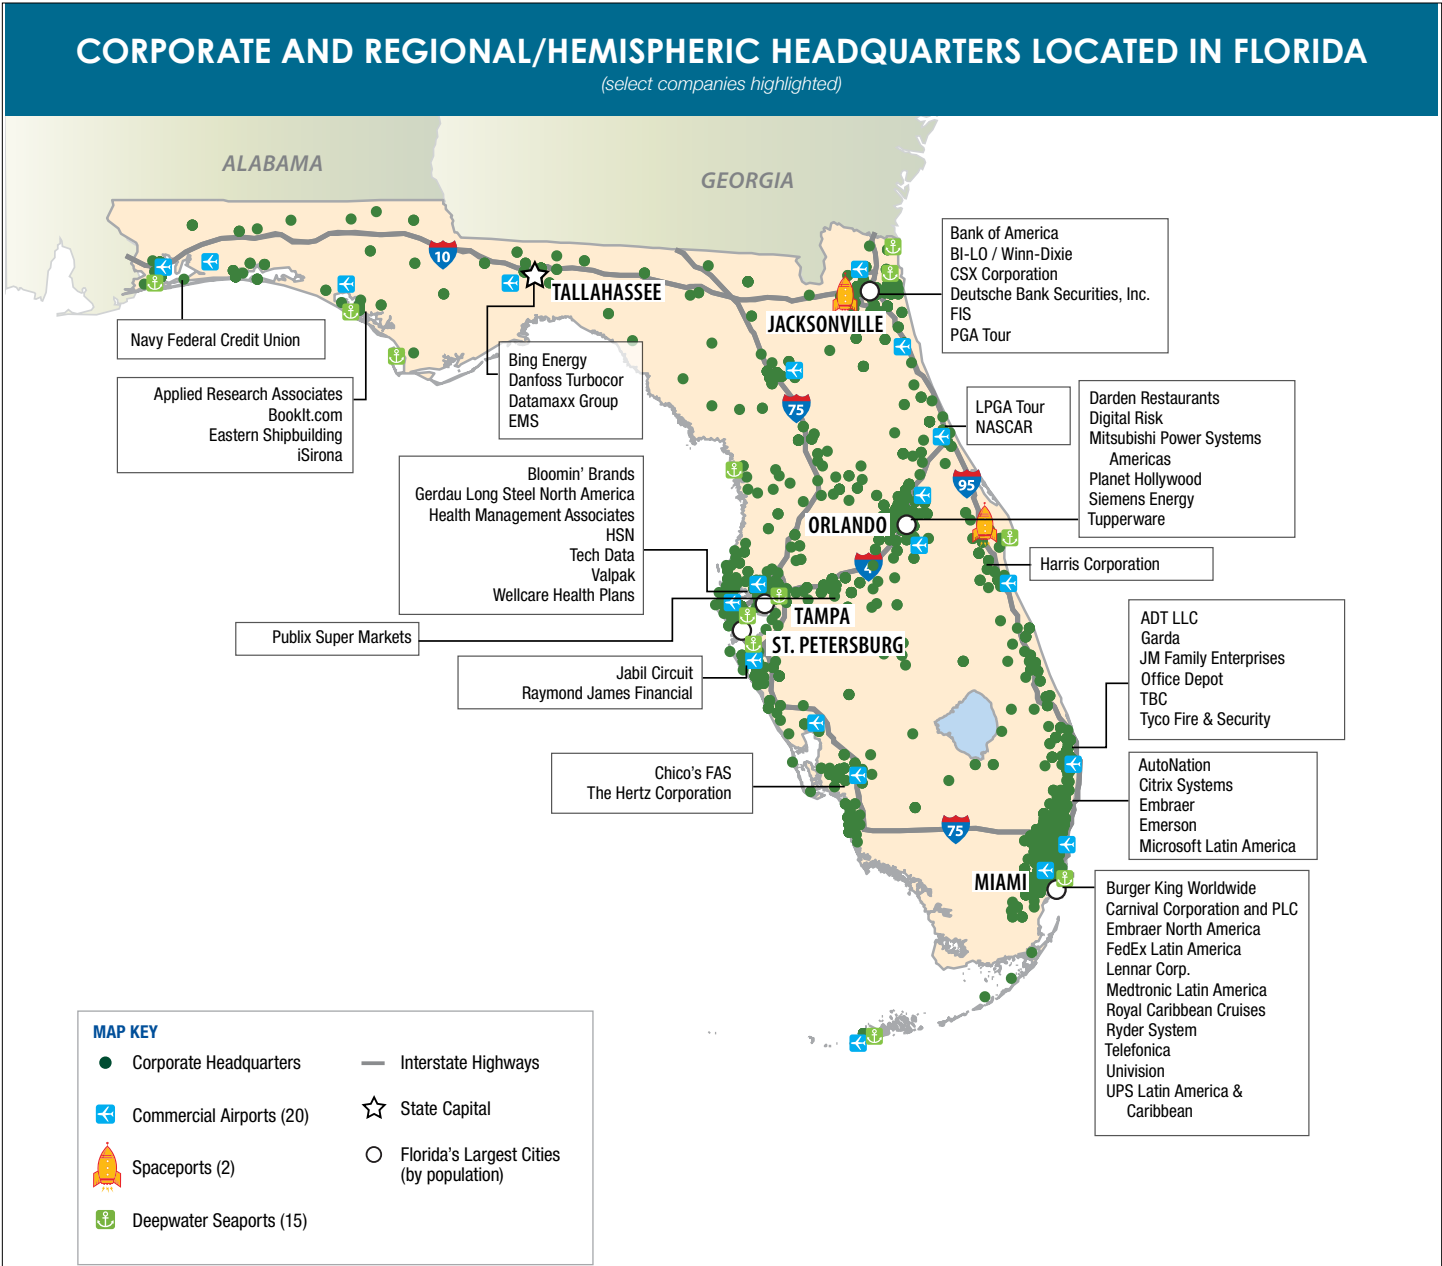 CORPORATE AND REGIONAL/HEMISPHERIC HEADQUARTERS LOCATED IN FLORIDA
(select companies highlighted)
ALABAMA
GEORGIA
10
TALLAHASSEE
JACKSONVILLE
Bank of America
BI-LO / Winn-Dixie
CSX Corporation
Deutsche Bank Securities, Inc.
FIS
PGA Tour
Navy Federal Credit Union
Applied Research Associates
BookIt.com
Eastern Shipbuilding
iSirona
Bing Energy
Danfoss Turbocor
Datamaxx Group
EMS
75
LPGA Tour
NASCAR
Darden Restaurants
Digital Risk
Mitsubishi Power Systems
Americas
Planet Hollywood
Siemens Energy
Tupperware
95
Bloomin' Brands
Gerdau Long Steel North America
Health Management Associates
HSN
Tech Data
Valpak
Wellcare Health Plans
ORLANDO
4
Harris Corporation
TAMPA
ST. PETERSBURG
Publix Super Markets
Jabil Circuit
Raymond James Financial
ADT LLC
Garda
JM Family Enterprises
Office Depot
TBC
Tyco Fire & Security
Chico's FAS
The Hertz Corporation
AutoNation
Citrix Systems
Embraer
Emerson
Microsoft Latin America
75
MIAMI
Burger King Worldwide
Carnival Corporation and PLC
Embraer North America
FedEx Latin America
Lennar Corp.
Medtronic Latin America
Royal Caribbean Cruises
Ryder System
Telefonica
Univision
UPS Latin America &
Caribbean
MAP KEY
Corporate Headquarters
Commercial Airports (20)
Spaceports (2)
Deepwater Seaports (15)
Interstate Highways
State Capital
Florida's Largest Cities
(by population)